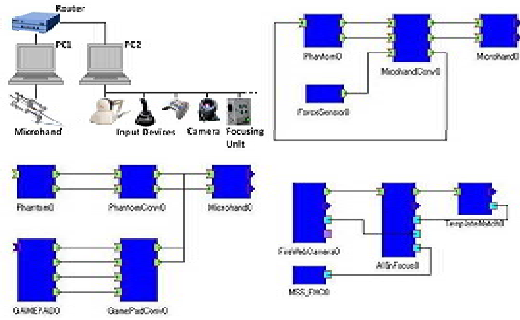 Router
PC1
PC2
Microhand
Input Devices
Camera
Focusing
Unit
Phantom0
MicrohandConv0
Microhand0
ForceSensor0
Phantom0
PhantomConv0
Microhand0
GAMEPAD0
GamePadConv0
TemplateMatch0
FireWireCamera0
AllInFocus0